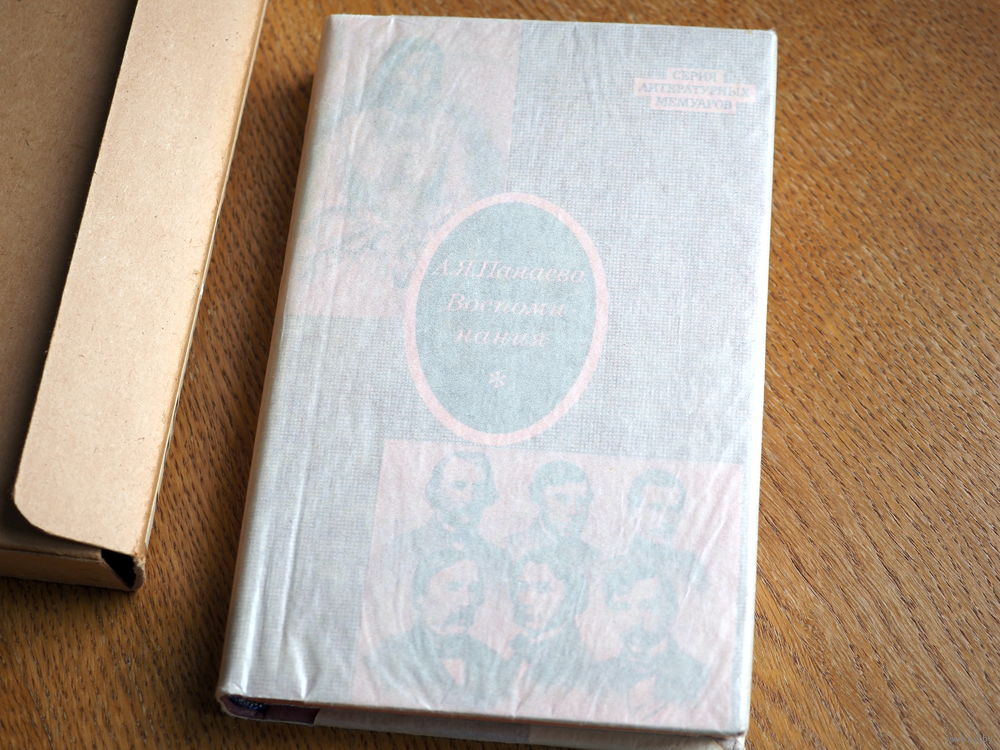 СЕРИЯ
ЛИТЕРАТУРНЫХ
МЕМУАРОВ
А.Я.Панаева
Воспоми
нания
*